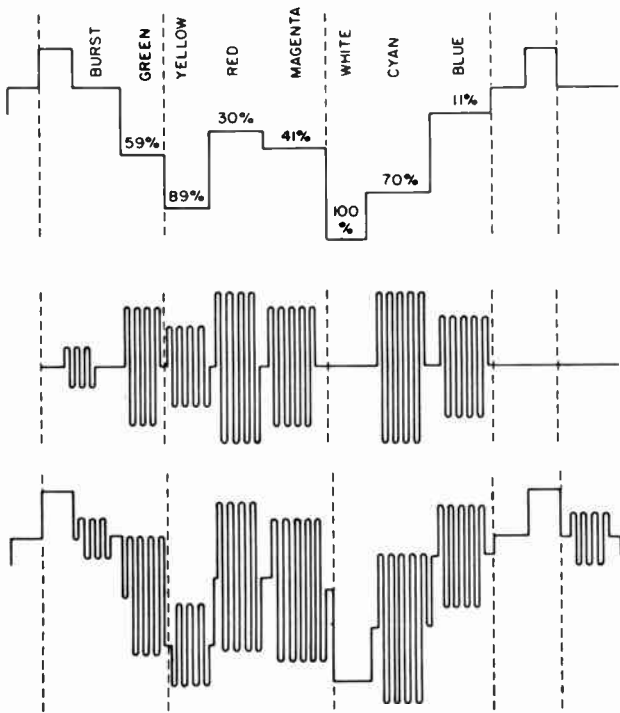 BURST
GREEN
YELLOW
RED
MAGENTA
WHITE
CYAN
BLUE
59%
89%
30%
41%
100
%
70%
11%